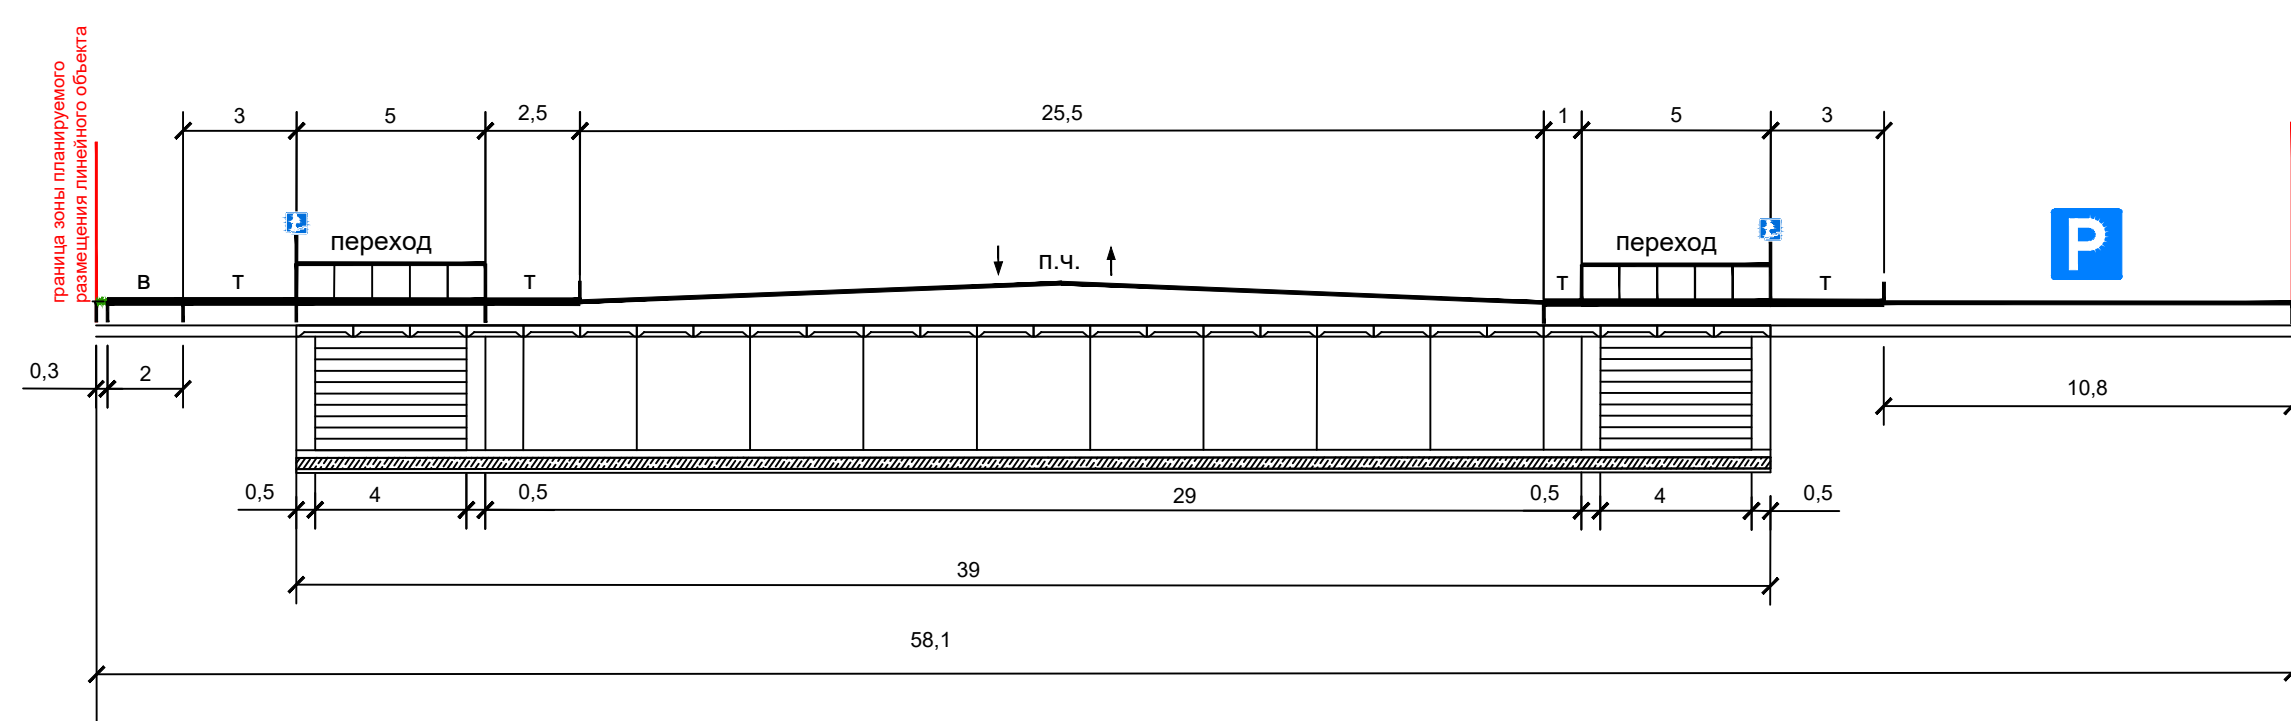 граница зоны планируемого
размещения линейного объекта
3 5 2,5 25,5 1 5 3
переход переход P
в т т п.ч. т т
0,3 2 10,8
0,5 4 0,5 29 0,5 4 0,5
39
58,1